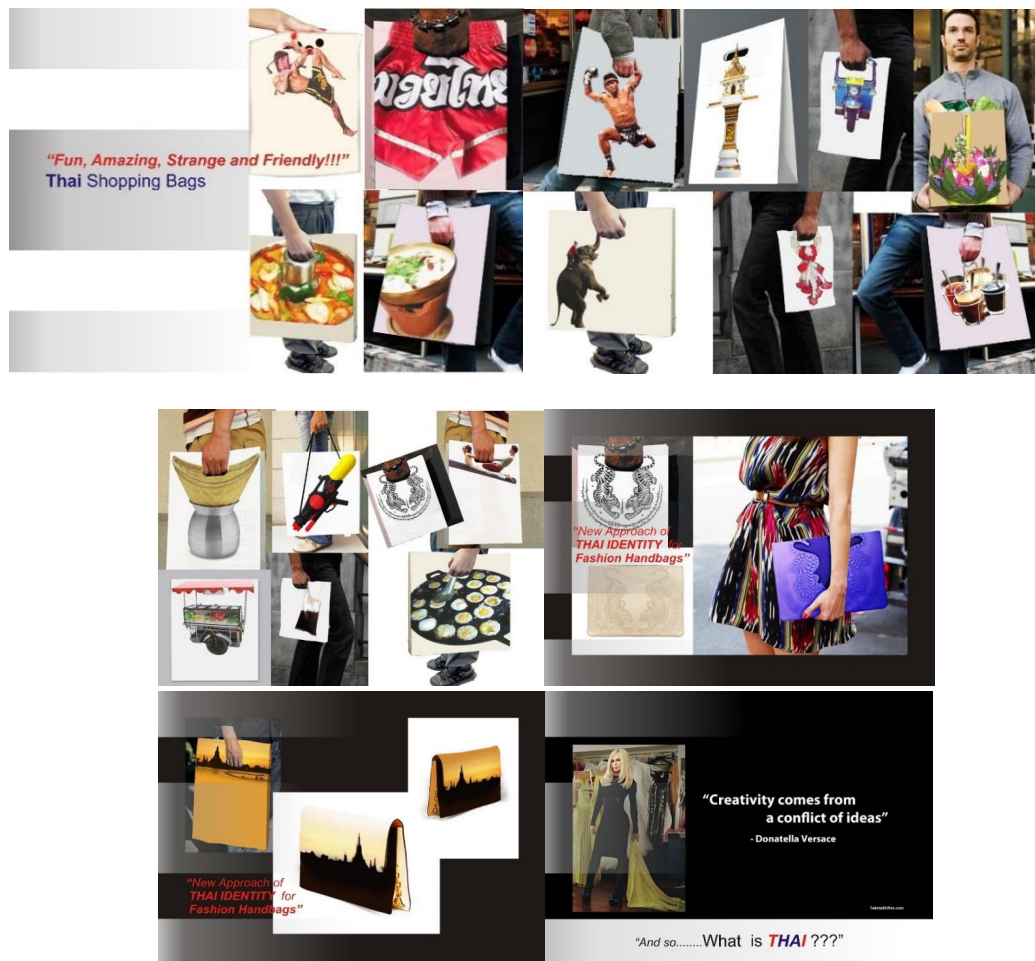 "Fun, Amazing, Strange and Friendly!!!"
Thai Shopping Bags
มวยไทย
"New Approach of
THAI IDENTITY for
Fashion Handbags"
"New Approach of
THAI IDENTITY for
Fashion Handbags"
"Creativity comes from
a conflict of ideas"
- Donatella Versace
"And so........What is THAI ???"